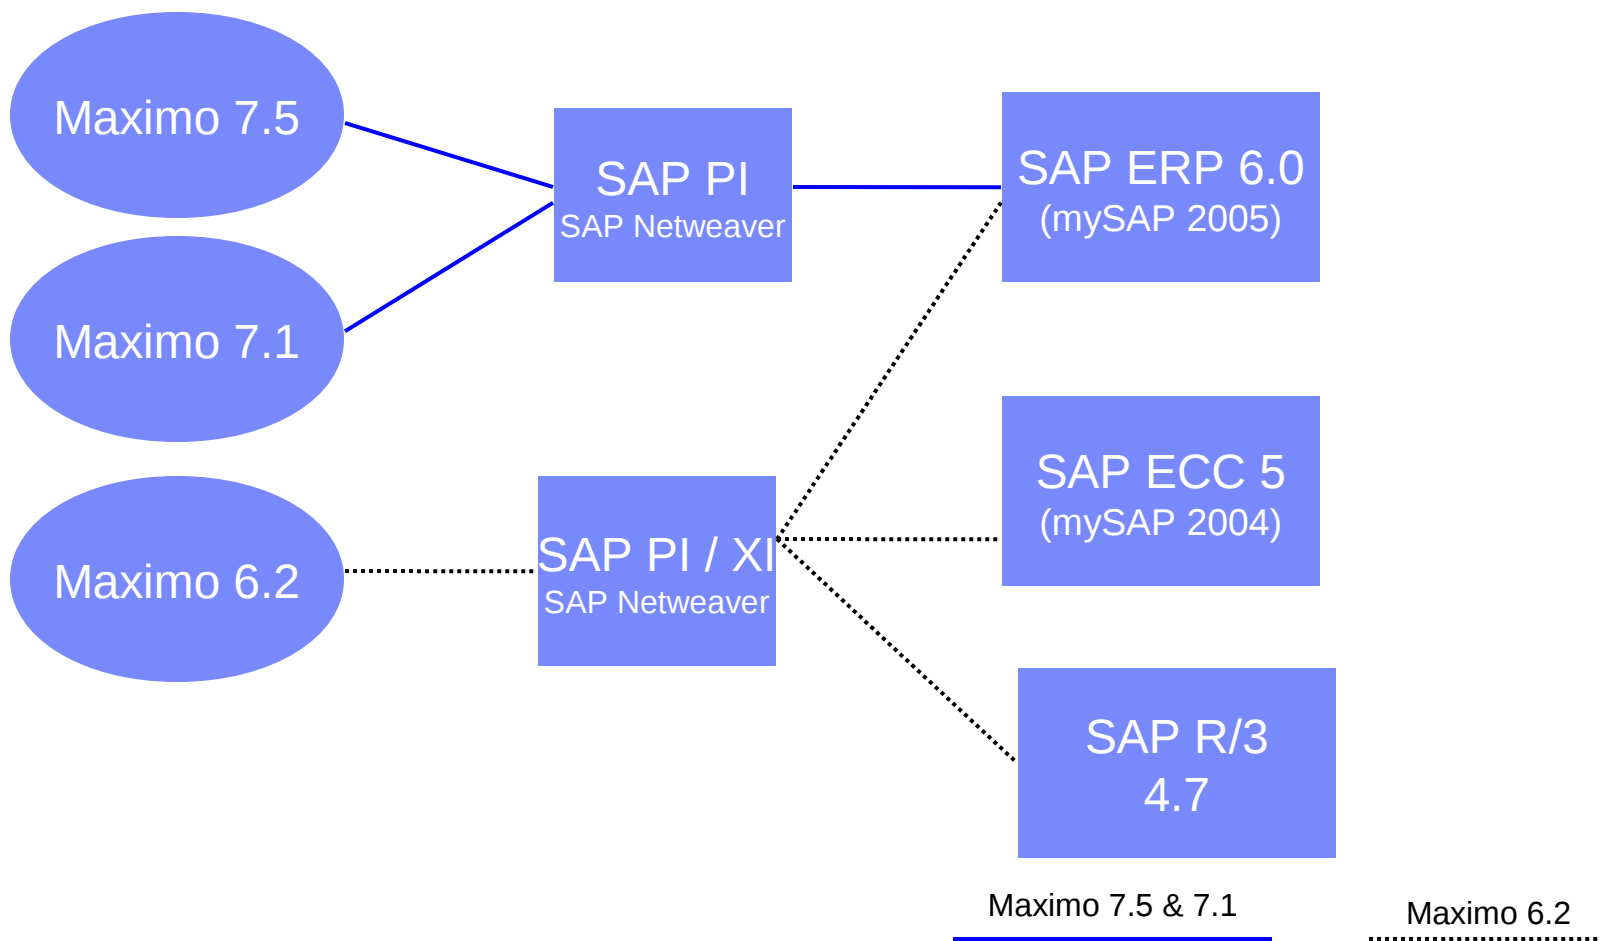 Maximo 7.5
SAP PI
SAP Netweaver
SAP ERP 6.0
(mySAP 2005)
Maximo 7.1
SAP ECC 5
(mySAP 2004)
Maximo 6.2
SAP PI / XI
SAP Netweaver
SAP R/3
4.7
Maximo 7.5 & 7.1
Maximo 6.2